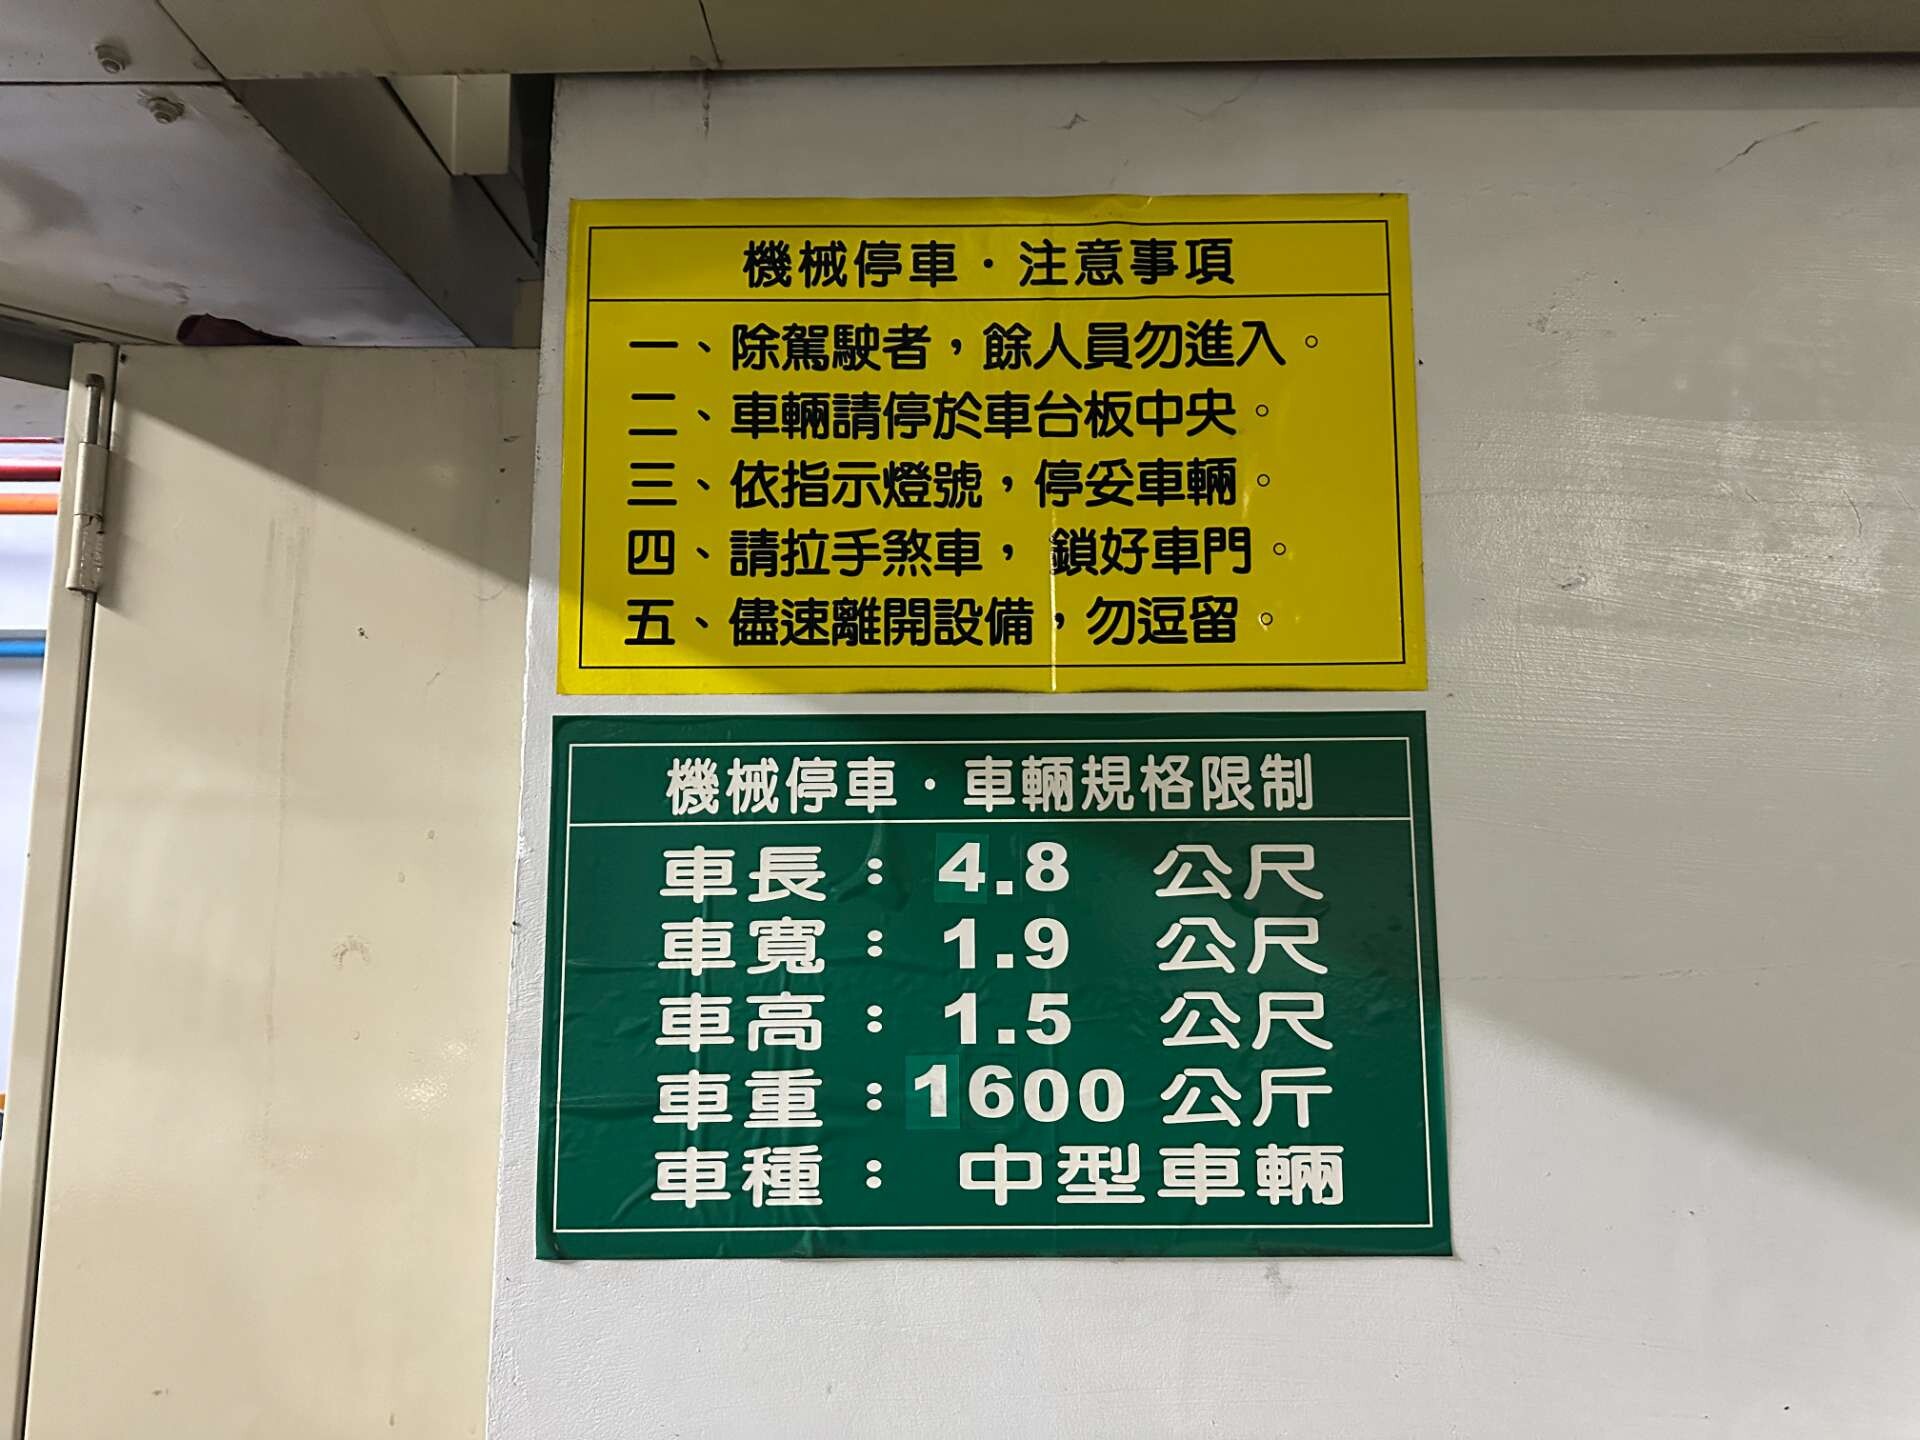 機械停車・注意事項
一、除駕駛者，餘人員勿進入。
二、車輛請停於車台板中央。
三、依指示燈號，停妥車輛。
四、請拉手煞車，鎖好車門。
五、儘速離開設備，勿逗留。
機械停車・車輛規格限制
車長：4.8 公尺
車寬：1.9 公尺
車高：1.5 公尺
車重：1600 公斤
車種：中型車輛